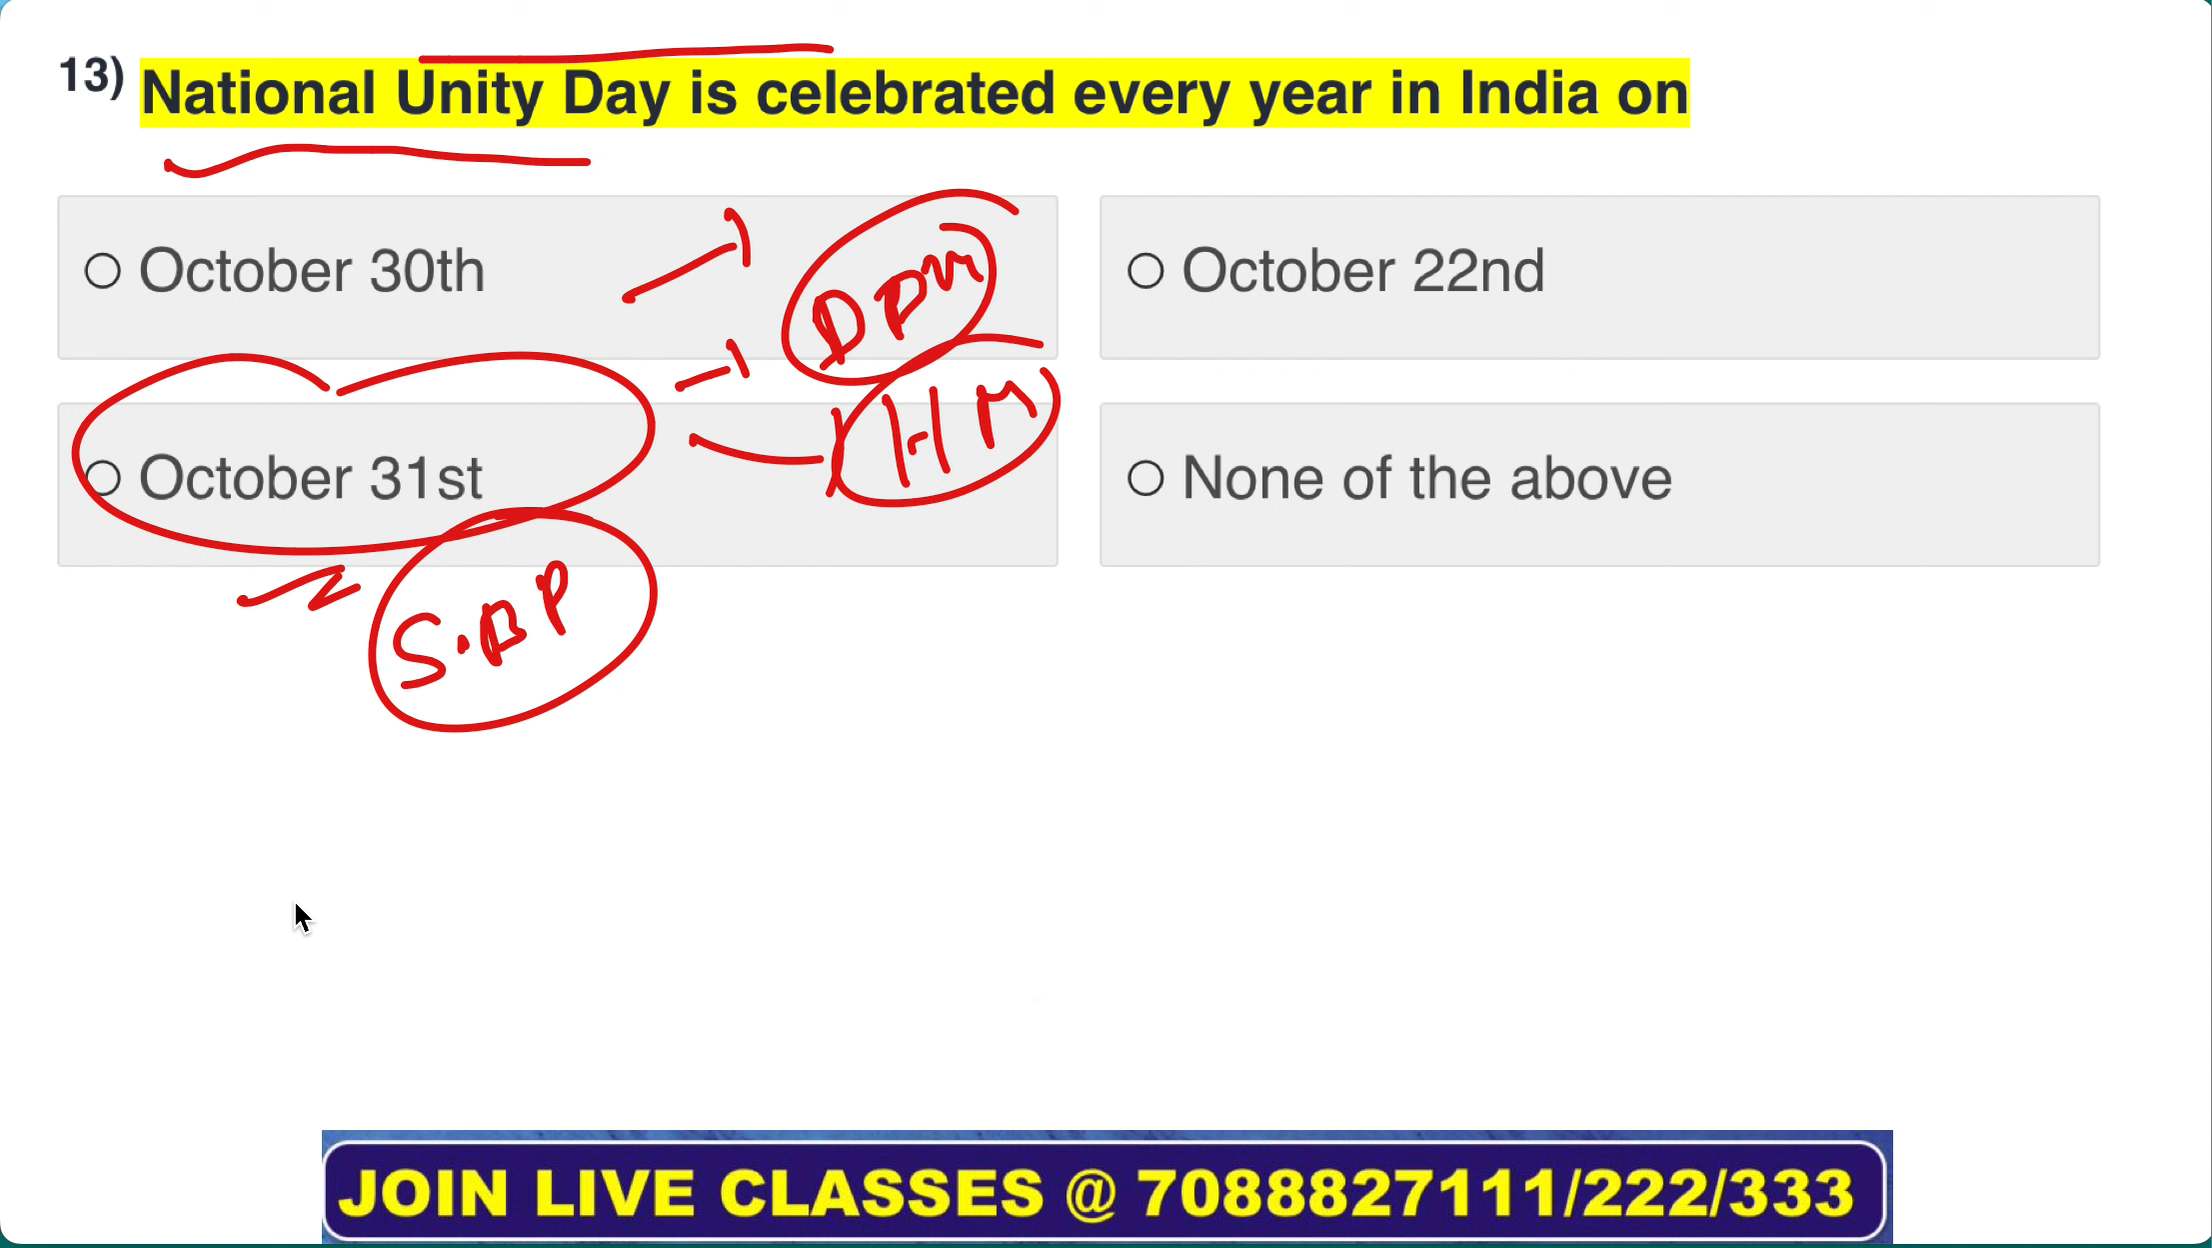 13) National Unity Day is celebrated every year in India on
October 30th
DPM
October 22nd
October 31st
HM
None of the above
S.BP
JOIN LIVE CLASSES @ 7088827111/222/333